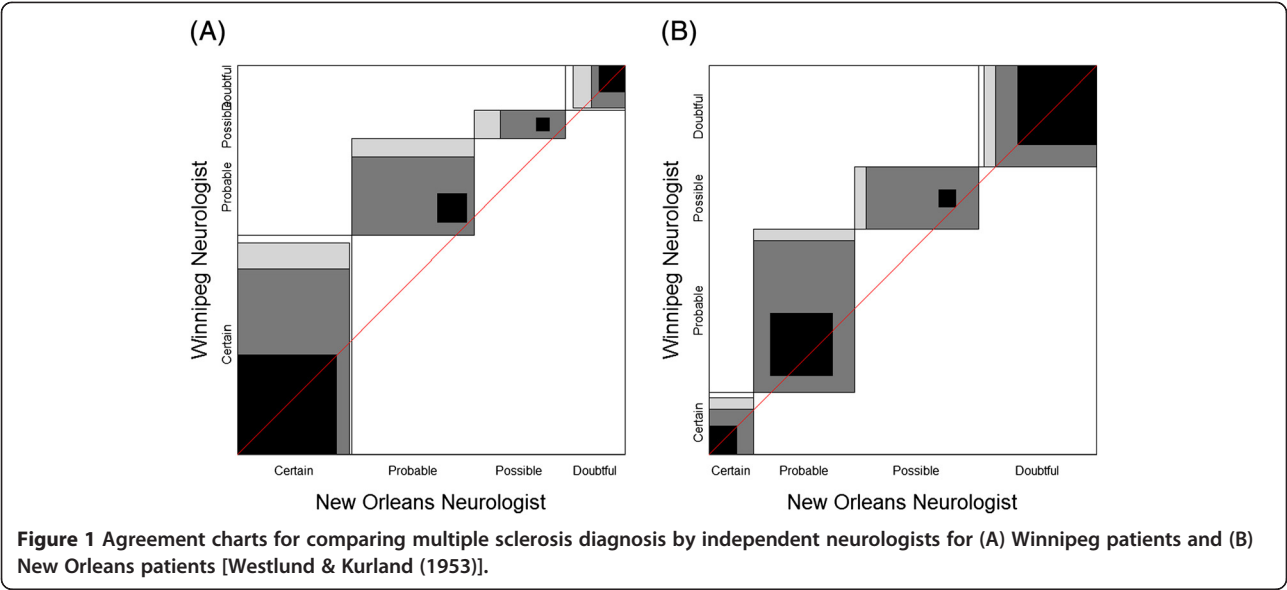 (A)
Winnipeg Neurologist
Doubtful
Possible
Probable
Certain
Certain Probable Possible Doubtful
New Orleans Neurologist
(B)
Winnipeg Neurologist
Doubtful
Possible
Probable
Certain
Certain Probable Possible Doubtful
New Orleans Neurologist
Figure 1 Agreement charts for comparing multiple sclerosis diagnosis by independent neurologists for (A) Winnipeg patients and (B)
New Orleans patients [Westlund & Kurland (1953)].